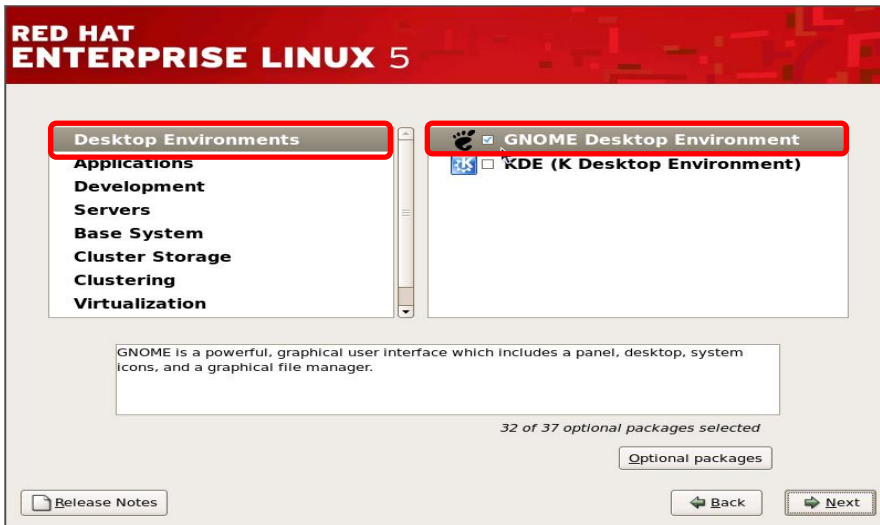 RED HAT
ENTERPRISE LINUX 5
Desktop Environments
Applications
Development
Servers
Base System
Cluster Storage
Clustering
Virtualization
GNOME Desktop Environment
KDE (K Desktop Environment)
GNOME is a powerful, graphical user interface which includes a panel, desktop, system
icons, and a graphical file manager.
32 of 37 optional packages selected
Optional packages
Release Notes
Back
Next